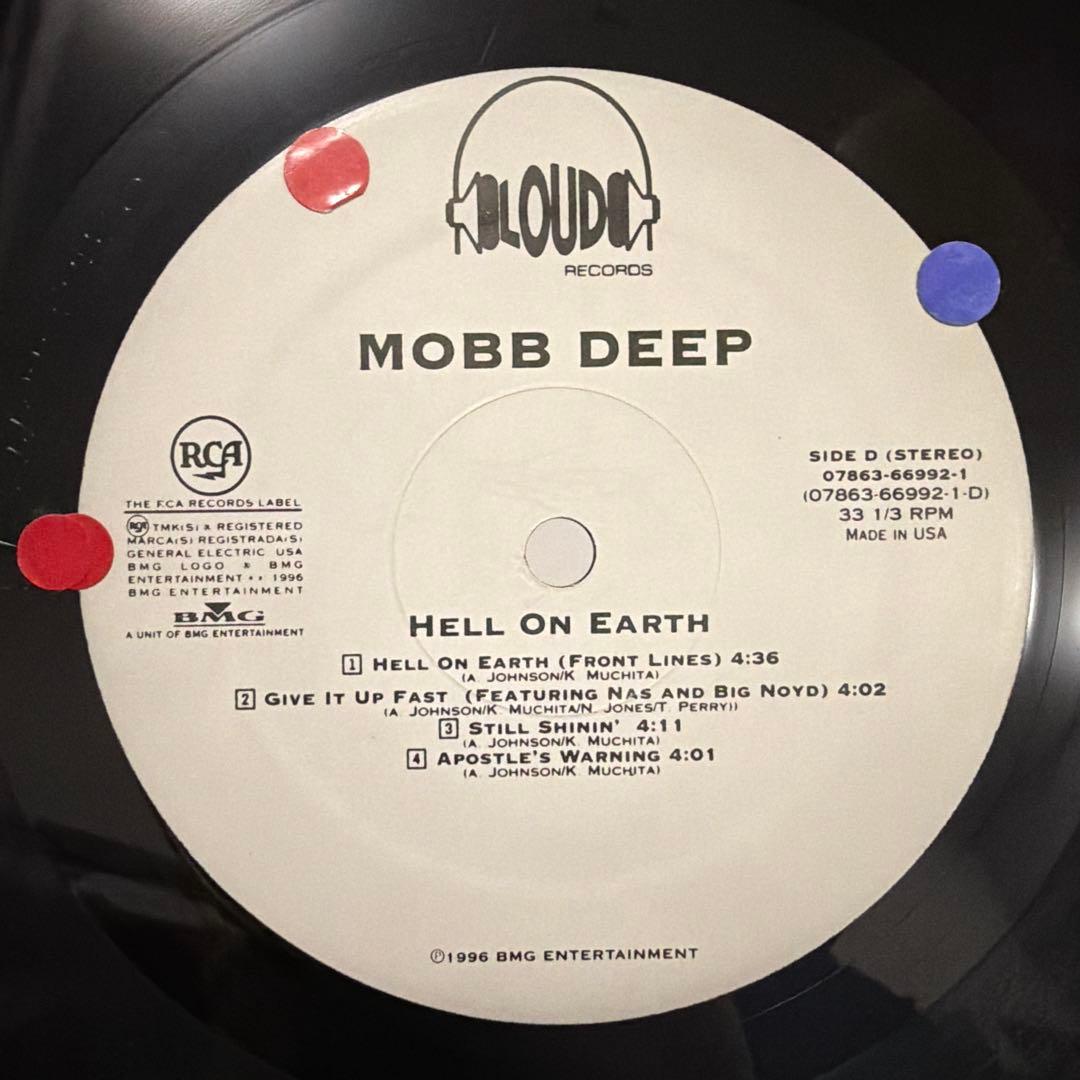 LOUD
RECORDS
MOBB DEEP
RCA
THE RCA RECORDS LABEL
RCA TMK(S) ® REGISTERED
MARCA(S) REGISTRADA(S)
GENERAL ELECTRIC USA
BMG LOGO ® BMG
ENTERTAINMENT •• 1996
BMG ENTERTAINMENT
BMG
A UNIT OF BMG ENTERTAINMENT
SIDE D (STEREO)
07863-66992-1
(07863-66992-1-D)
33 1/3 RPM
MADE IN USA
HELL ON EARTH
1 HELL ON EARTH (FRONT LINES) 4:36
(A. JOHNSON/K. MUCHITA)
2 GIVE IT UP FAST (FEATURING NAS AND BIG NOYD) 4:02
(A. JOHNSON/K. MUCHITA/N. JONES/T. PERRY))
3 STILL SHININ' 4:11
(A. JOHNSON/K. MUCHITA)
4 APOSTLE'S WARNING 4:01
(A. JOHNSON/K. MUCHITA)
℗1996 BMG ENTERTAINMENT